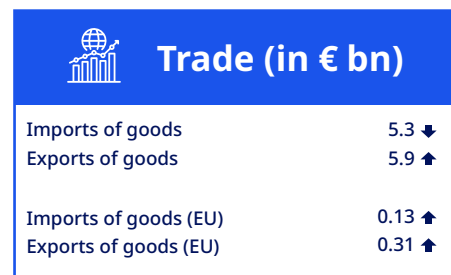 Trade (in € bn)
Imports of goods 5.3
Exports of goods 5.9
Imports of goods (EU) 0.13
Exports of goods (EU) 0.31